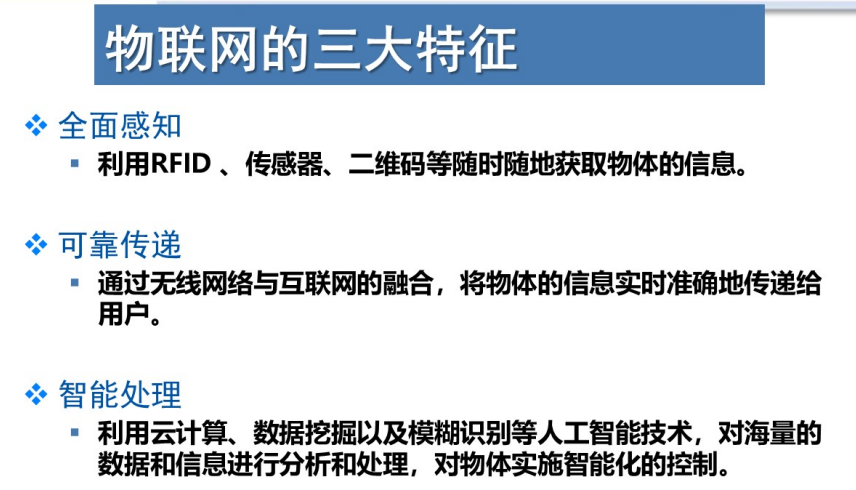 物联网的三大特征
全面感知
利用RFID 、传感器、二维码等随时随地获取物体的信息。
可靠传递
通过无线网络与互联网的融合，将物体的信息实时准确地传递给
用户。
智能处理
利用云计算、数据挖掘以及模糊识别等人工智能技术，对海量的
数据和信息进行分析和处理，对物体实施智能化的控制。